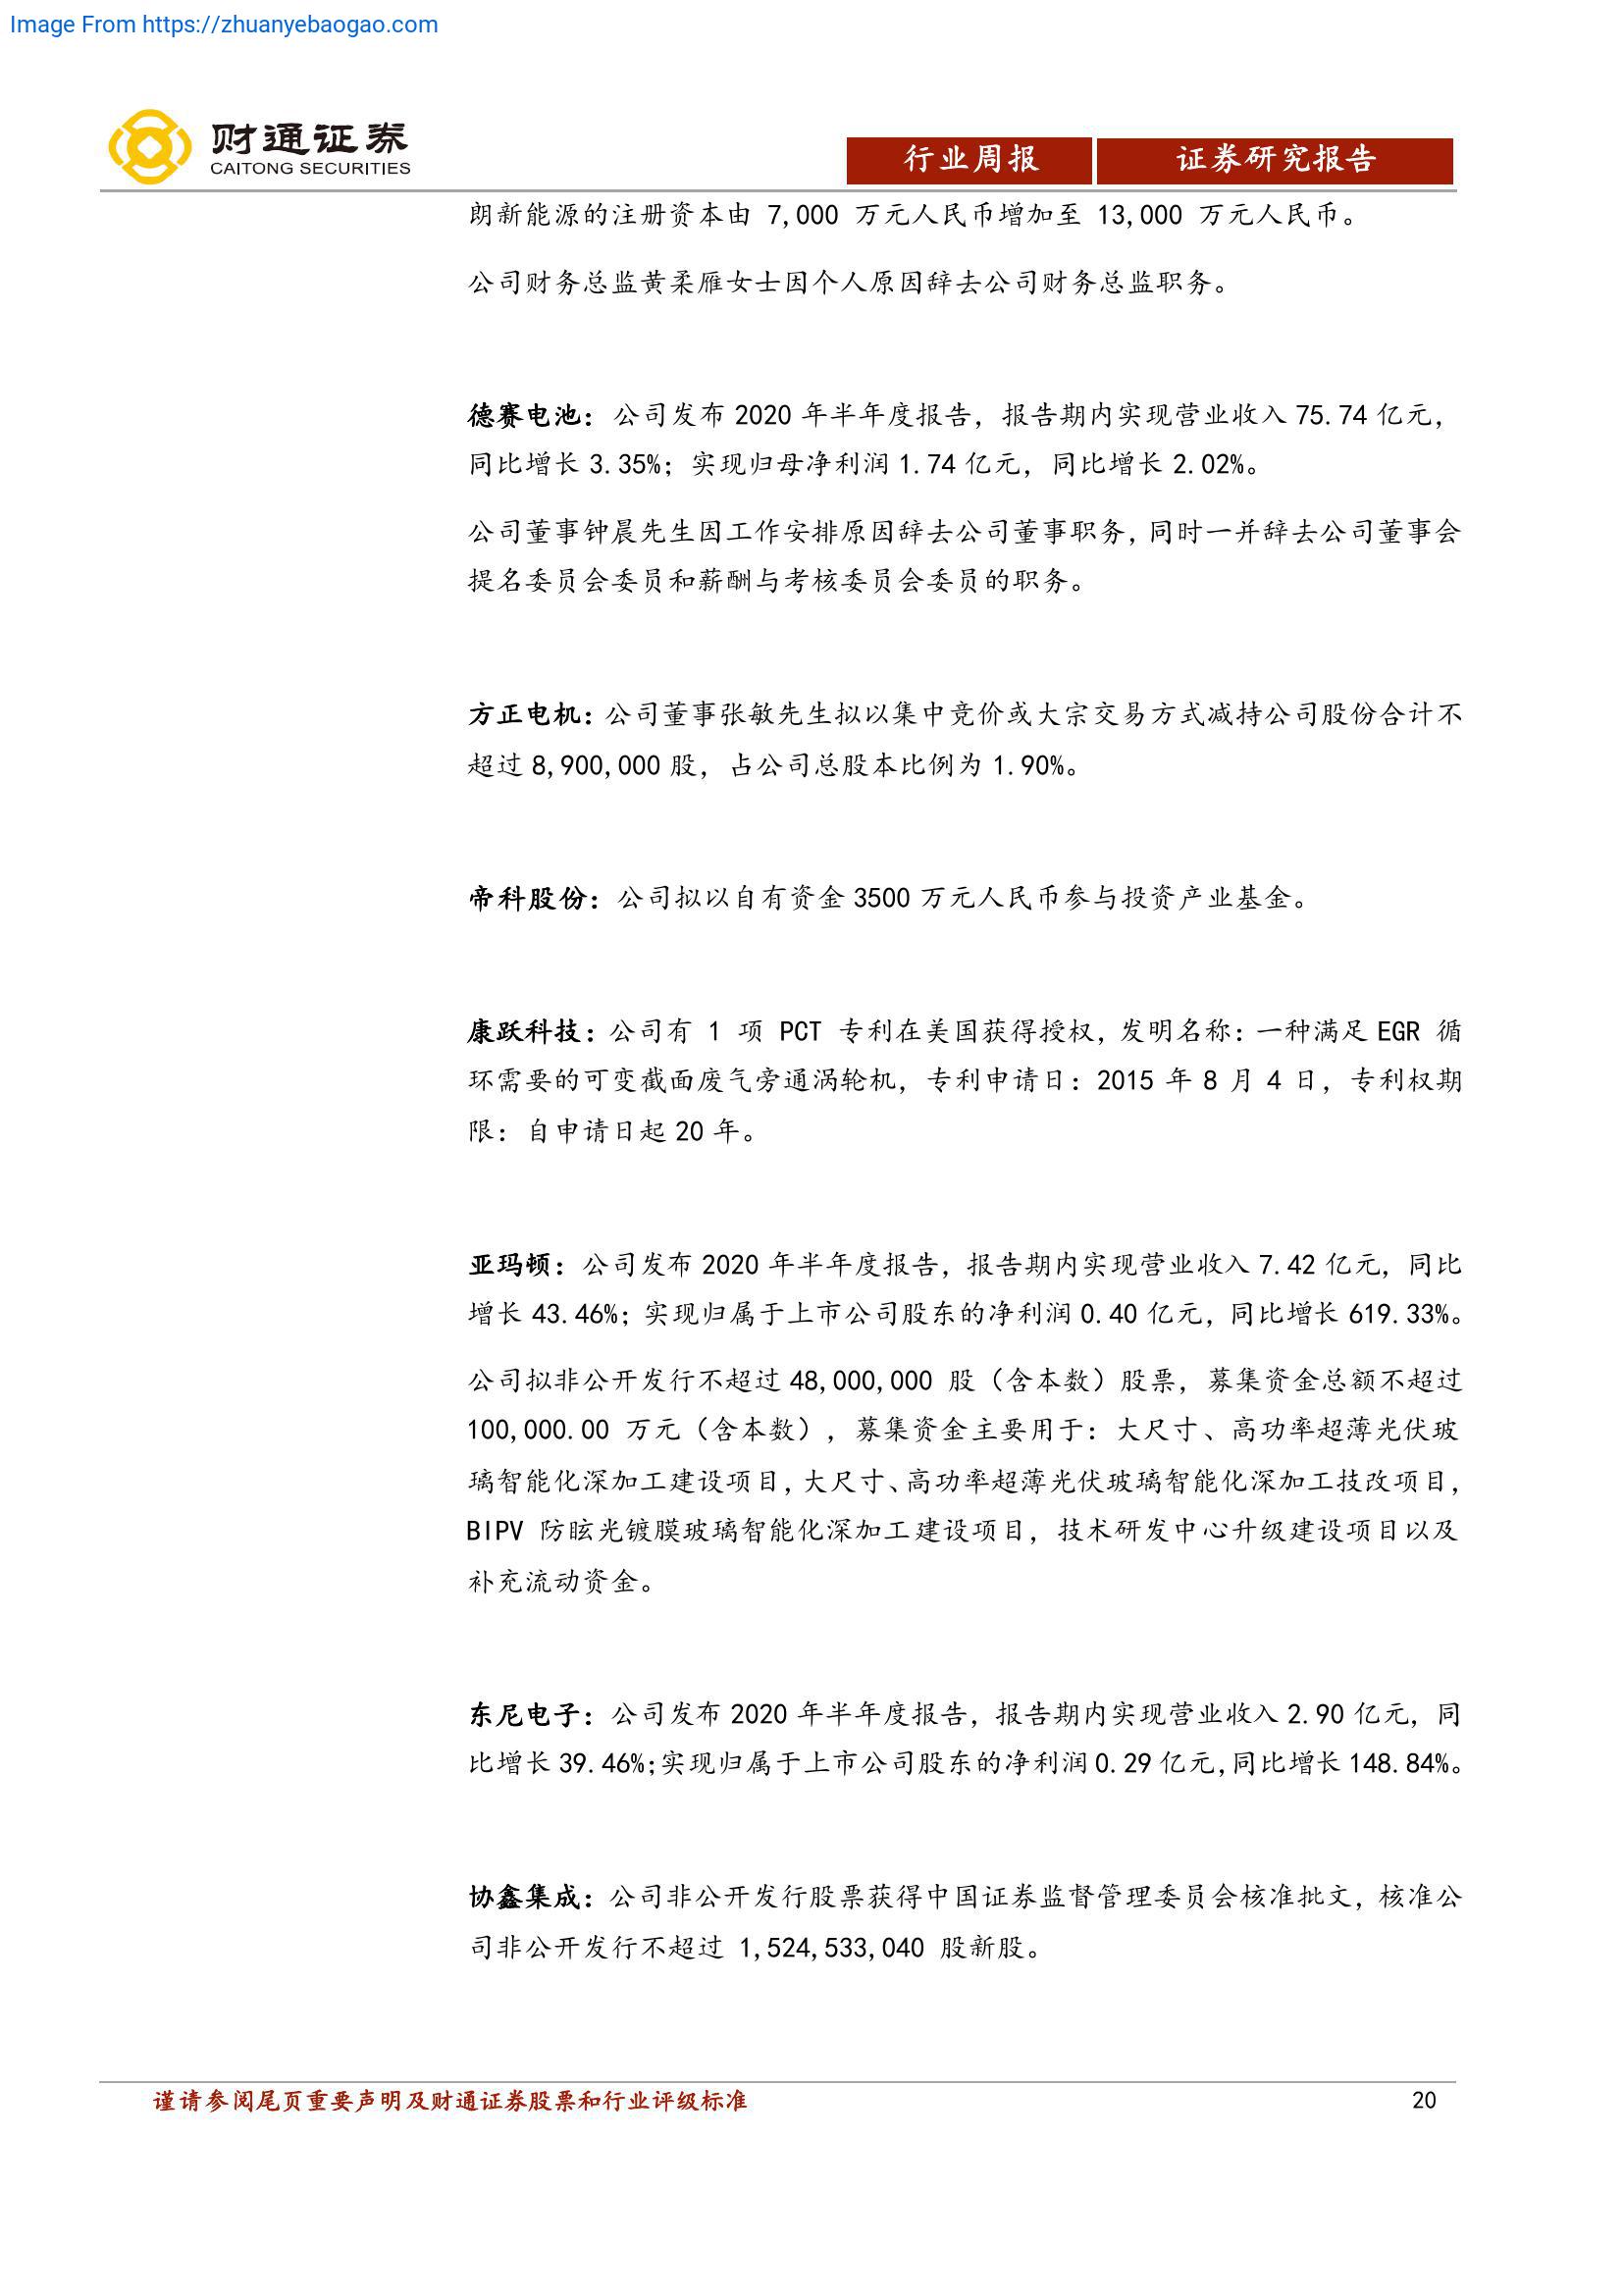 Image From https://zhuanyebaogao.com
财通证券
CAITONG SECURITIES
行业周报
证券研究报告
朗新能源的注册资本由 7,000 万元人民币增加至 13,000 万元人民币。
公司财务总监黄柔雁女士因个人原因辞去公司财务总监职务。
德赛电池：公司发布 2020 年半年度报告，报告期内实现营业收入 75.74 亿元，
同比增长 3.35%；实现归母净利润 1.74 亿元，同比增长 2.02%。
公司董事钟晨先生因工作安排原因辞去公司董事职务，同时一并辞去公司董事会
提名委员会委员和薪酬与考核委员会委员的职务。
方正电机：公司董事张敏先生拟以集中竞价或大宗交易方式减持公司股份合计不
超过 8,900,000 股，占公司总股本比例为 1.90%。
帝科股份：公司拟以自有资金 3500 万元人民币参与投资产业基金。
康跃科技：公司有 1 项 PCT 专利在美国获得授权，发明名称：一种满足 EGR 循
环需要的可变截面废气旁通涡轮机，专利申请日：2015 年 8 月 4 日，专利权期
限：自申请日起 20 年。
亚玛顿：公司发布 2020 年半年度报告，报告期内实现营业收入 7.42 亿元，同比
增长 43.46%；实现归属于上市公司股东的净利润 0.40 亿元，同比增长 619.33%。
公司拟非公开发行不超过 48,000,000 股（含本数）股票，募集资金总额不超过
100,000.00 万元（含本数），募集资金主要用于：大尺寸、高功率超薄光伏玻
璃智能化深加工建设项目，大尺寸、高功率超薄光伏玻璃智能化深加工技改项目，
BIPV 防眩光镀膜玻璃智能化深加工建设项目，技术研发中心升级建设项目以及
补充流动资金。
东尼电子：公司发布 2020 年半年度报告，报告期内实现营业收入 2.90 亿元，同
比增长 39.46%；实现归属于上市公司股东的净利润 0.29 亿元，同比增长 148.84%。
协鑫集成：公司非公开发行股票获得中国证券监督管理委员会核准批文，核准公
司非公开发行不超过 1,524,533,040 股新股。
谨请参阅尾页重要声明及财通证券股票和行业评级标准
20